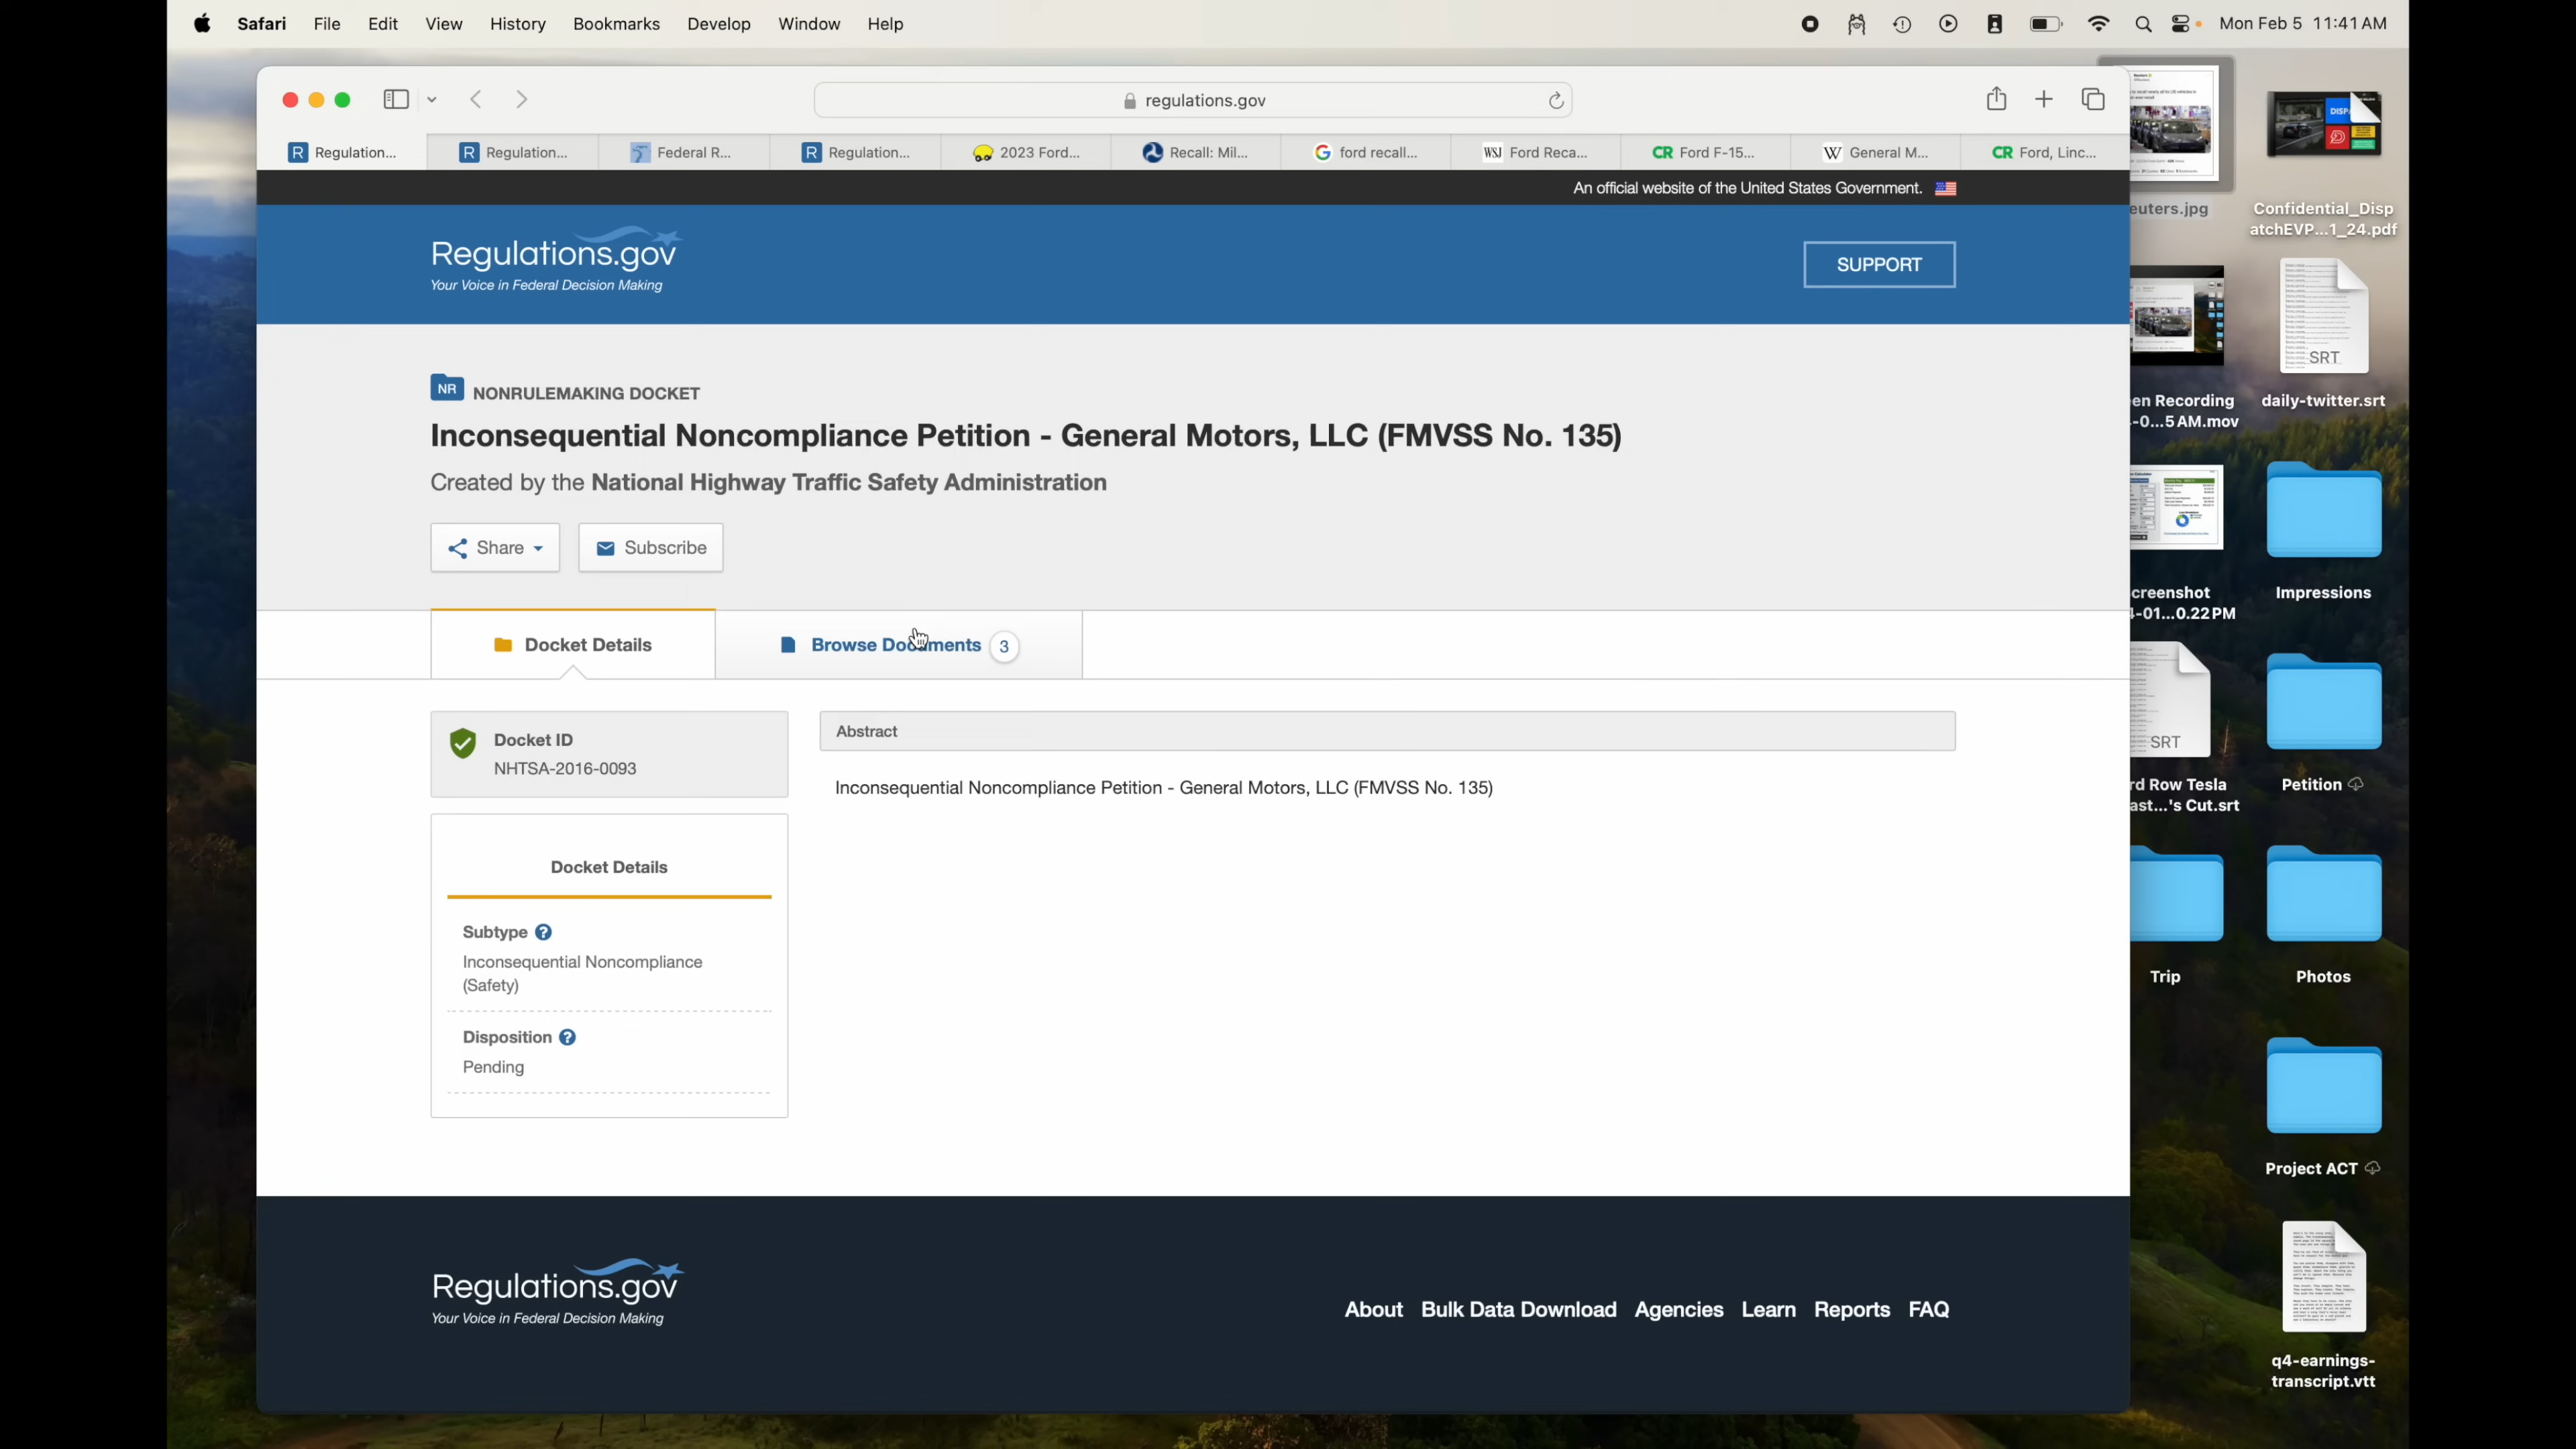 Safari File Edit View History Bookmarks Develop Window Help Mon Feb 5 11:41 AM
regulations.gov
R Regulation... R Regulation... Federal R... R Regulation... 2023 Ford... Recall: Mil... G ford recall... WSJ Ford Reca... CR Ford F-15... W General M... CR Ford, Linc...
An official website of the United States Government.
Regulations.gov
Your Voice in Federal Decision Making
SUPPORT
NR NONRULEMAKING DOCKET
Inconsequential Noncompliance Petition - General Motors, LLC (FMVSS No. 135)
Created by the National Highway Traffic Safety Administration
Share Subscribe
Docket Details Browse Documents 3
Docket ID
NHTSA-2016-0093
Abstract
Inconsequential Noncompliance Petition - General Motors, LLC (FMVSS No. 135)
Docket Details
Subtype ?
Inconsequential Noncompliance
(Safety)
Disposition ?
Pending
Regulations.gov
Your Voice in Federal Decision Making
About Bulk Data Download Agencies Learn Reports FAQ
euters.jpg
DISPA
Confidential_Disp
atchEVP...1_24.pdf
en Recording
-0...5 AM.mov
SRT
daily-twitter.srt
creenshot
4-01...0.22 PM
Impressions
SRT
rd Row Tesla
ast...'s Cut.srt
Petition
Trip
Photos
Project ACT
q4-earnings-
transcript.vtt